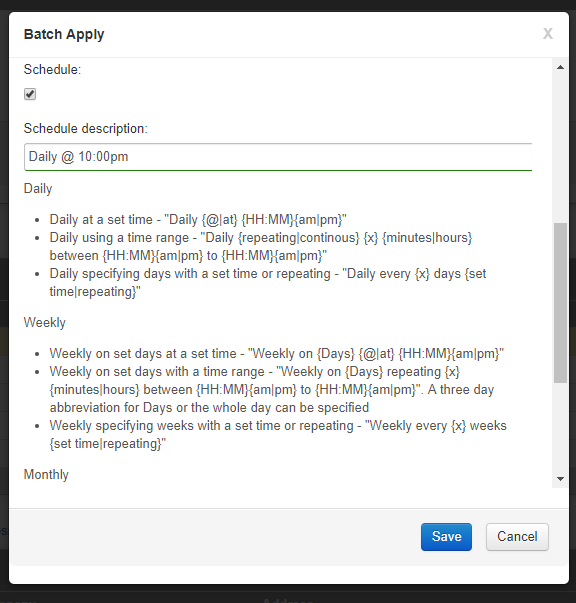 Batch Apply
X
Schedule:
Schedule description:
Daily @ 10:00pm
Daily
• Daily at a set time - "Daily {@|at} {HH:MM}{am|pm}"
• Daily using a time range - "Daily {repeating|continous} {x} {minutes|hours}
between {HH:MM}{am|pm} to {HH:MM}{am|pm}"
• Daily specifying days with a set time or repeating - "Daily every {x} days {set
time|repeating}"
Weekly
• Weekly on set days at a set time - "Weekly on {Days} {@|at} {HH:MM}{am|pm}"
• Weekly on set days with a time range - "Weekly on {Days} repeating {x}
{minutes|hours} between {HH:MM}{am|pm} to {HH:MM}{am|pm}". A three day
abbreviation for Days or the whole day can be specified
• Weekly specifying weeks with a set time or repeating - "Weekly every {x} weeks
{set time|repeating}"
Monthly
Save
Cancel